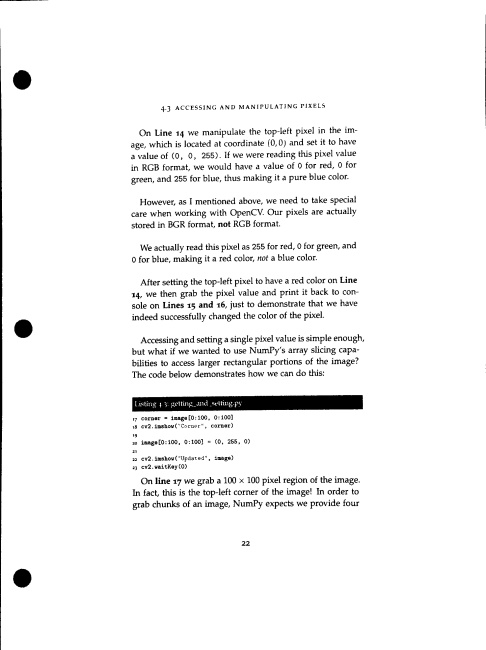 4.3 ACCESSING AND MANIPULATING PIXELS
On Line 14 we manipulate the top-left pixel in the im-
age, which is located at coordinate (0,0) and set it to have
a value of (0, 0, 255). If we were reading this pixel value
in RGB format, we would have a value of 0 for red, 0 for
green, and 255 for blue, thus making it a pure blue color.
However, as I mentioned above, we need to take special
care when working with OpenCV. Our pixels are actually
stored in BGR format, not RGB format.
We actually read this pixel as 255 for red, 0 for green, and
0 for blue, making it a red color, not a blue color.
After setting the top-left pixel to have a red color on Line
14, we then grab the pixel value and print it back to con-
sole on Lines 15 and 16, just to demonstrate that we have
indeed successfully changed the color of the pixel.
Accessing and setting a single pixel value is simple enough,
but what if we wanted to use NumPy's array slicing capa-
bilities to access larger rectangular portions of the image?
The code below demonstrates how we can do this:
Listing 4.3: getting_and_setting.py
17 corner = image[0:100, 0:100]
18 cv2.imshow("Corner", corner)
19
20 image[0:100, 0:100] = (0, 255, 0)
21
22 cv2.imshow("Updated", image)
23 cv2.waitKey(0)
On line 17 we grab a 100 × 100 pixel region of the image.
In fact, this is the top-left corner of the image! In order to
grab chunks of an image, NumPy expects we provide four
22